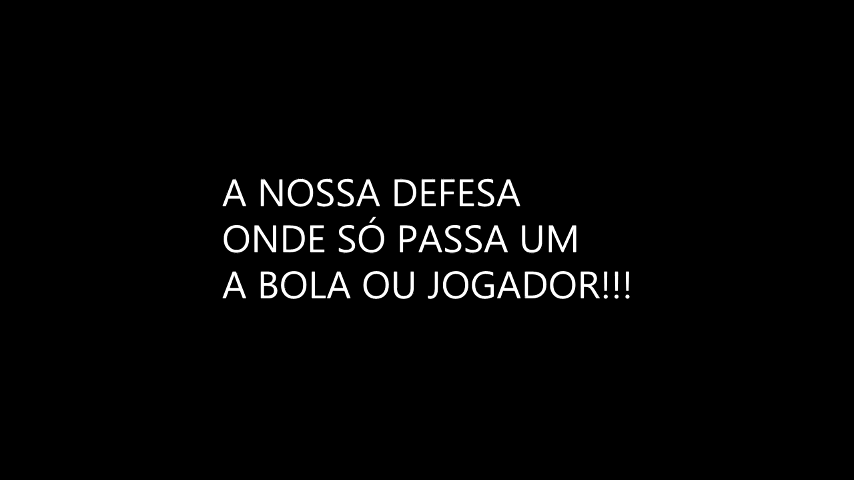 A NOSSA DEFESA
ONDE SÓ PASSA UM
A BOLA OU JOGADOR!!!